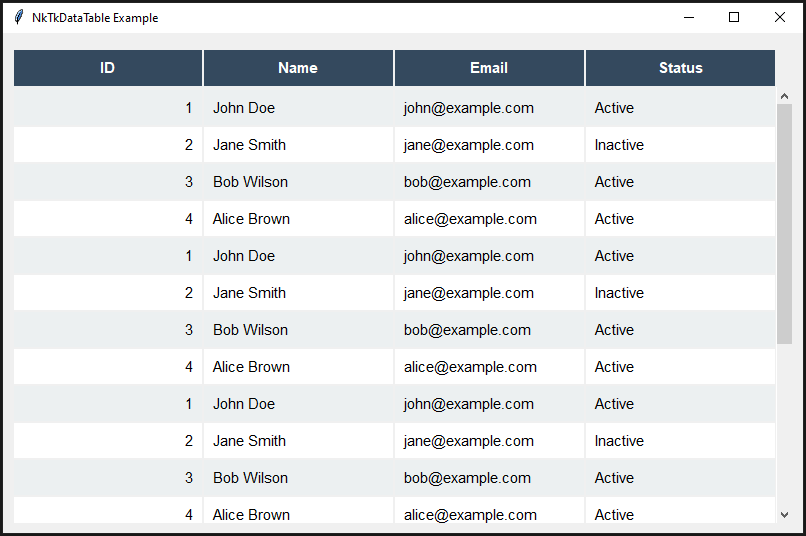 NkTkDataTable Example
ID Name Email Status
1 John Doe john@example.com Active
2 Jane Smith jane@example.com Inactive
3 Bob Wilson bob@example.com Active
4 Alice Brown alice@example.com Active
1 John Doe john@example.com Active
2 Jane Smith jane@example.com Inactive
3 Bob Wilson bob@example.com Active
4 Alice Brown alice@example.com Active
1 John Doe john@example.com Active
2 Jane Smith jane@example.com Inactive
3 Bob Wilson bob@example.com Active
4 Alice Brown alice@example.com Active